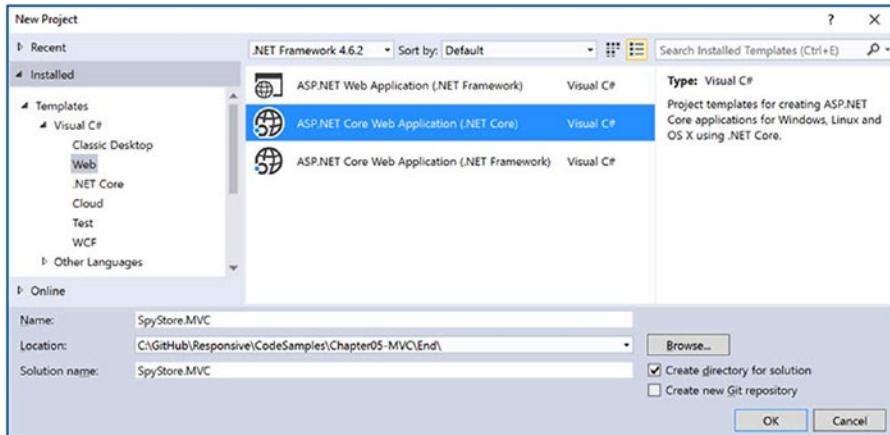 New Project
? X
Recent
.NET Framework 4.6.2
Sort by: Default
Search Installed Templates (Ctrl+E)
Installed
Templates
Visual C#
Classic Desktop
Web
.NET Core
Cloud
Test
WCF
Other Languages
Online
ASP.NET Web Application (.NET Framework) Visual C#
ASP.NET Core Web Application (.NET Core) Visual C#
ASP.NET Core Web Application (.NET Framework) Visual C#
Type: Visual C#
Project templates for creating ASP.NET
Core applications for Windows, Linux and
OS X using .NET Core.
Name: SpyStore.MVC
Location: C:\GitHub\Responsive\CodeSamples\Chapter05-MVC\End\
Browse...
Solution name: SpyStore.MVC
Create directory for solution
Create new Git repository
OK
Cancel